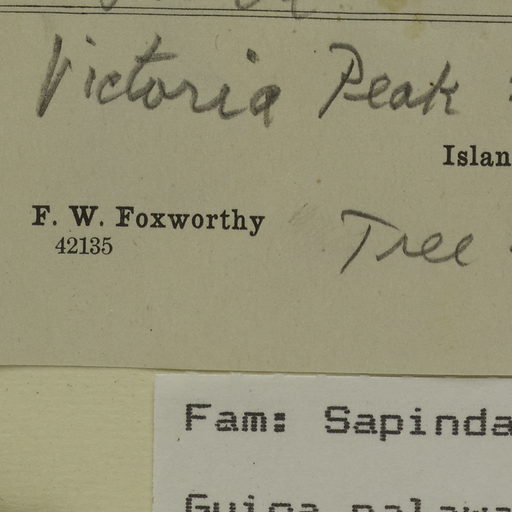 Victoria Peak
Islan
F. W. Foxworthy
42135
Tree
Fam: Sapinda